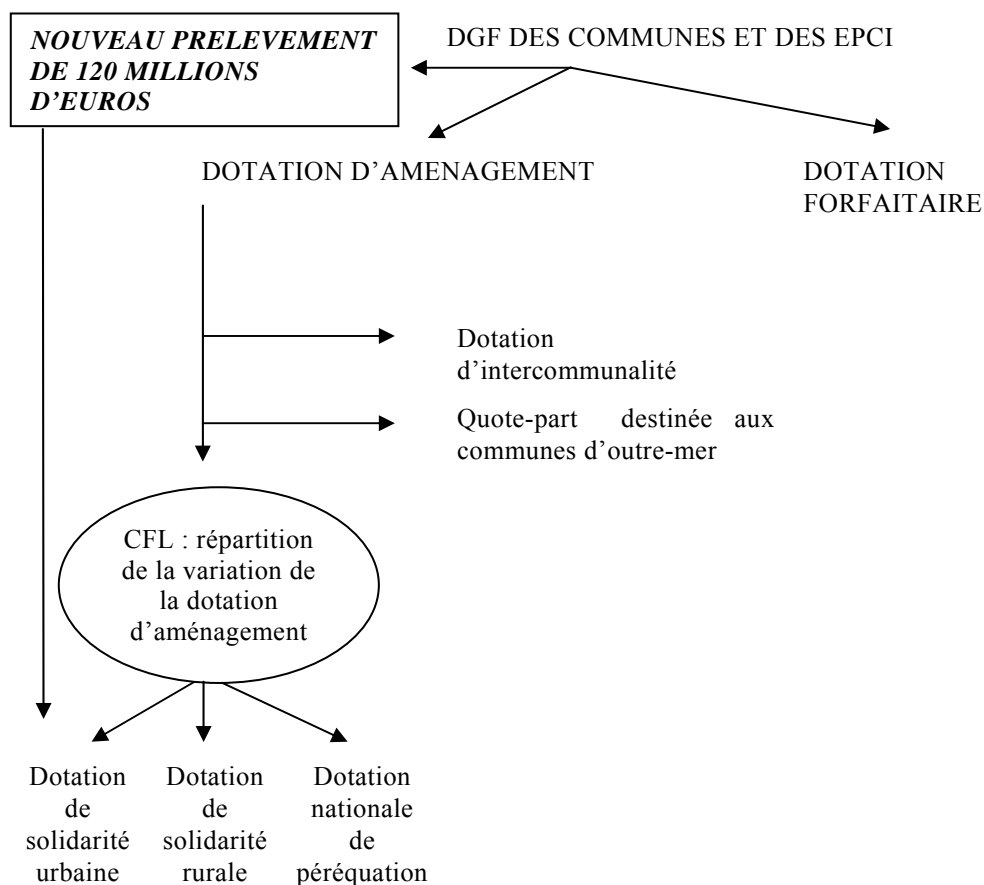 NOUVEAU PRELEVEMENT
DE 120 MILLIONS
D'EUROS
DGF DES COMMUNES ET DES EPCI
DOTATION D'AMENAGEMENT
DOTATION
FORFAITAIRE
Dotation
d'intercommunalité
Quote-part destinée aux
communes d'outre-mer
CFL : répartition
de la variation de
la dotation
d'aménagement
Dotation
de
solidarité
urbaine
Dotation
de
solidarité
rurale
Dotation
nationale
de
péréquation